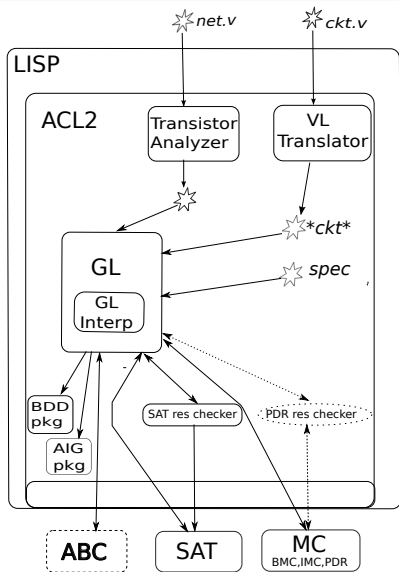 net.v
ckt.v
LISP
ACL2
Transistor
Analyzer
VL
Translator
*ckt*
spec
GL
GL
Interp
BDD
pkg
AIG
pkg
SAT res checker
PDR res checker
ABC
SAT
MC
BMC,IMC,PDR